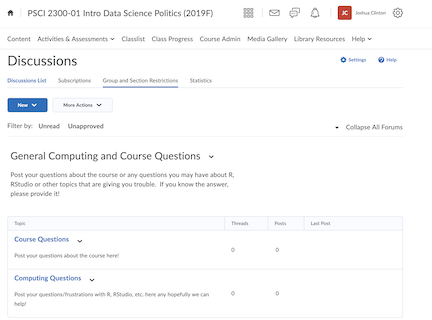 PSCI 2300-01 Intro Data Science Politics (2019F)
JC Joshua Clinton
Content Activities & Assessments Classlist Class Progress Course Admin Media Gallery Library Resources Help
Discussions
Settings Help
Discussions List Subscriptions Group and Section Restrictions Statistics
New More Actions
Filter by: Unread Unapproved
Collapse All Forums
General Computing and Course Questions
Post your questions about the course or any questions you may have about R,
RStudio or other topics that are giving you trouble. If you know the answer,
please provide it!
Topic Threads Posts Last Post
Course Questions
0 0
Post your questions about the course here!
Computing Questions
0 0
Post your questions/frustrations with R, RStudio, etc. here any hopefully we can
help!